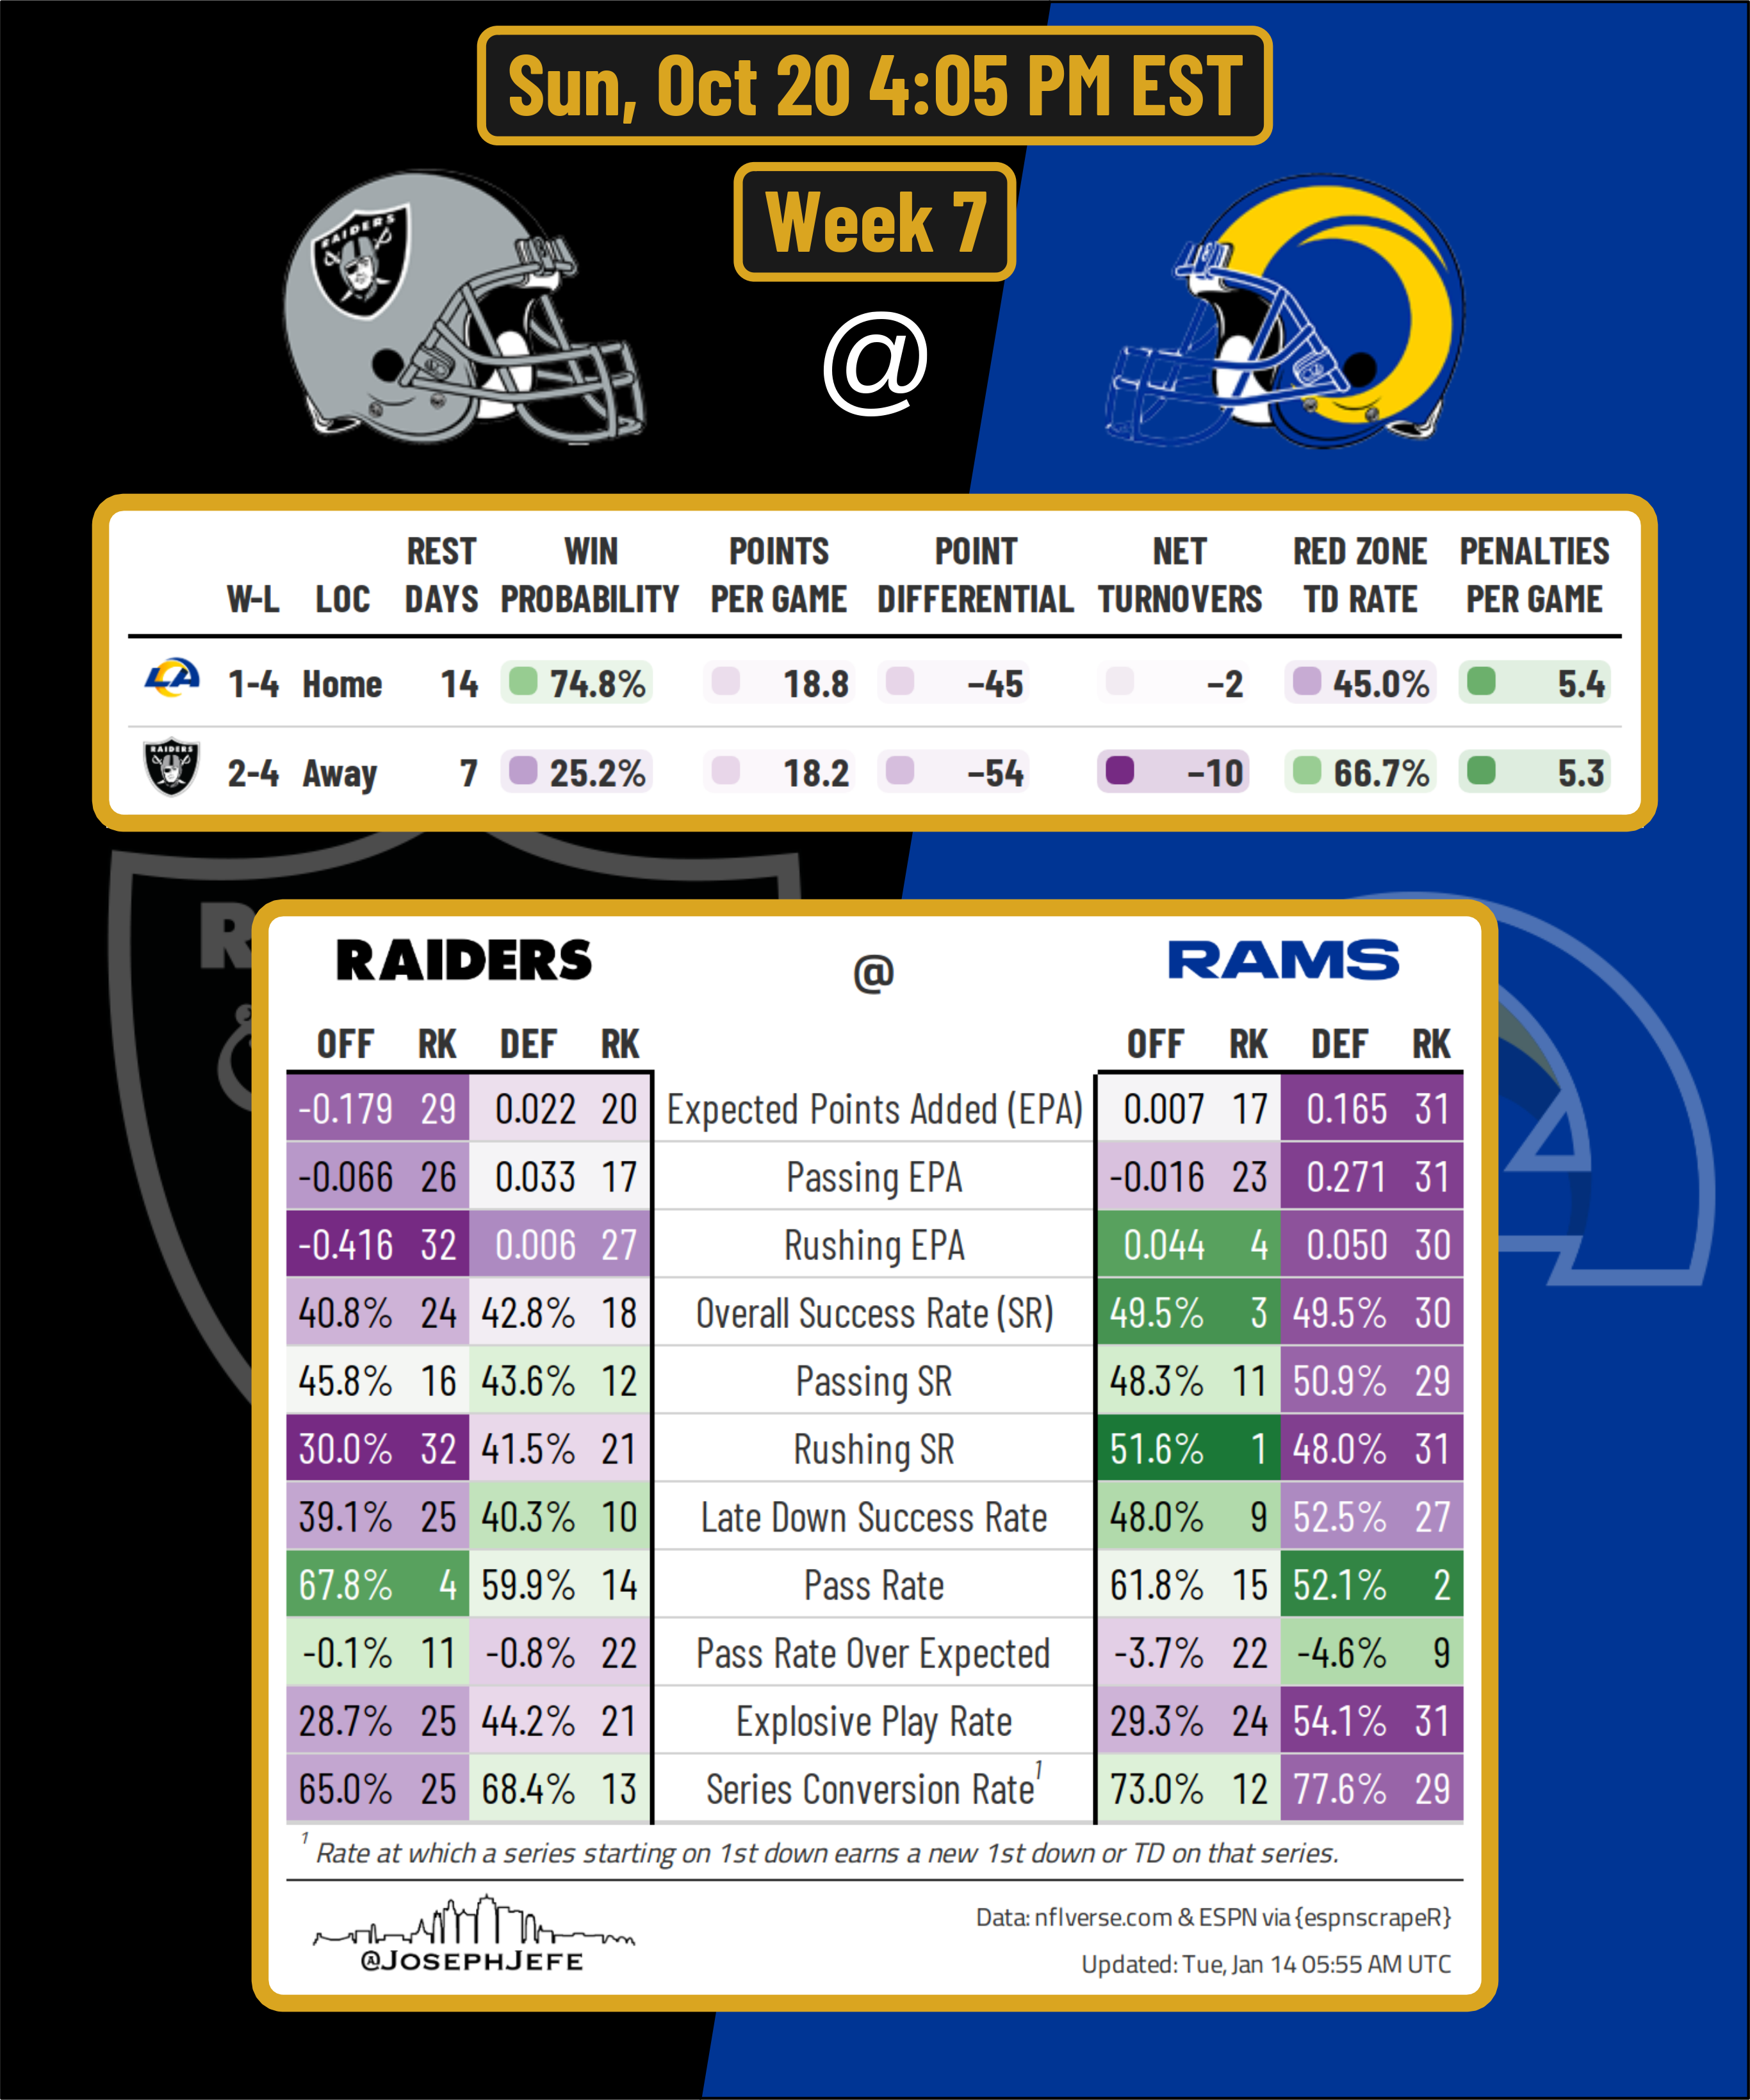 Sun, Oct 20 4:05 PM EST
Week 7
RAIDERS
@
REST WIN POINTS POINT NET RED ZONE PENALTIES
W-L LOC DAYS PROBABILITY PER GAME DIFFERENTIAL TURNOVERS TD RATE PER GAME
LA 1-4 Home 14 74.8% 18.8 −45 −2 45.0% 5.4
RAIDERS 2-4 Away 7 25.2% 18.2 −54 −10 66.7% 5.3
RAIDERS @ RAMS
OFF RK DEF RK OFF RK DEF RK
-0.179 29 0.022 20 Expected Points Added (EPA) 0.007 17 0.165 31
-0.066 26 0.033 17 Passing EPA -0.016 23 0.271 31
-0.416 32 0.006 27 Rushing EPA 0.044 4 0.050 30
40.8% 24 42.8% 18 Overall Success Rate (SR) 49.5% 3 49.5% 30
45.8% 16 43.6% 12 Passing SR 48.3% 11 50.9% 29
30.0% 32 41.5% 21 Rushing SR 51.6% 1 48.0% 31
39.1% 25 40.3% 10 Late Down Success Rate 48.0% 9 52.5% 27
67.8% 4 59.9% 14 Pass Rate 61.8% 15 52.1% 2
-0.1% 11 -0.8% 22 Pass Rate Over Expected -3.7% 22 -4.6% 9
28.7% 25 44.2% 21 Explosive Play Rate 29.3% 24 54.1% 31
65.0% 25 68.4% 13 Series Conversion Rate¹ 73.0% 12 77.6% 29
¹ Rate at which a series starting on 1st down earns a new 1st down or TD on that series.
@JOSEPHJEFE
Data: nflverse.com & ESPN via {espnscrapeR}
Updated: Tue, Jan 14 05:55 AM UTC